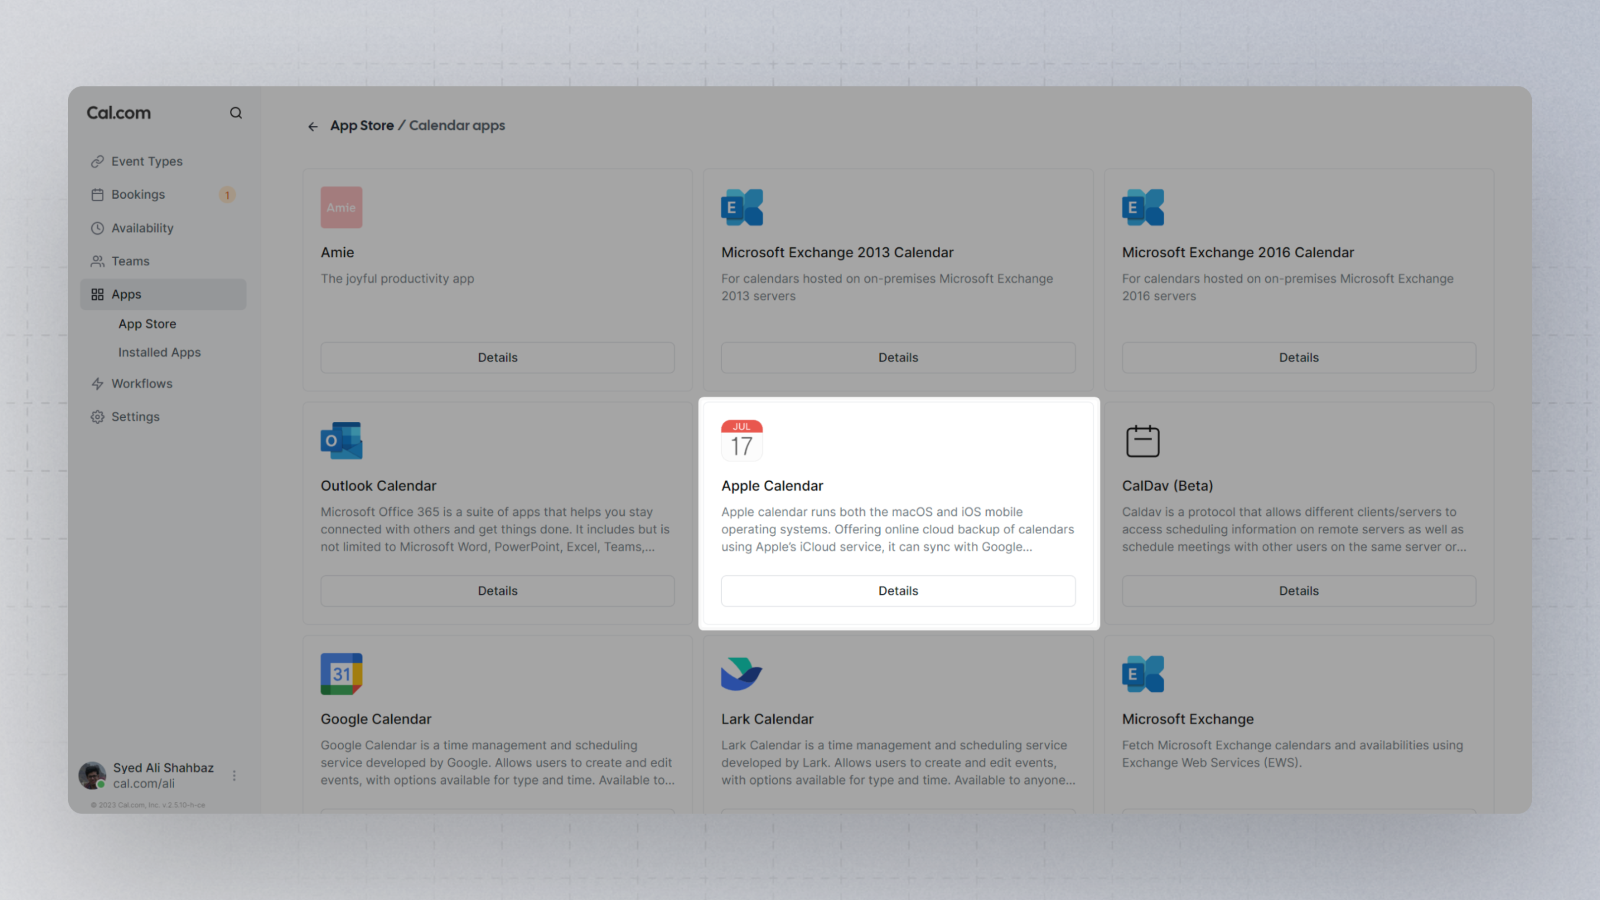 Cal.com
Event Types
Bookings 1
Availability
Teams
Apps
App Store
Installed Apps
Workflows
Settings
Syed Ali Shahbaz
cal.com/ali
© 2023 Cal.com, Inc. v.2.9.10-h-ce
App Store / Calendar apps
Amie
Amie
The joyful productivity app
Details
E
Microsoft Exchange 2013 Calendar
For calendars hosted on on-premises Microsoft Exchange
2013 servers
Details
E
Microsoft Exchange 2016 Calendar
For calendars hosted on on-premises Microsoft Exchange
2016 servers
Details
O
Outlook Calendar
Microsoft Office 365 is a suite of apps that helps you stay
connected with others and get things done. It includes but is
not limited to Microsoft Word, PowerPoint, Excel, Teams,...
Details
JUL
17
Apple Calendar
Apple calendar runs both the macOS and iOS mobile
operating systems. Offering online cloud backup of calendars
using Apple’s iCloud service, it can sync with Google...
Details
CalDav (Beta)
Caldav is a protocol that allows different clients/servers to
access scheduling information on remote servers as well as
schedule meetings with other users on the same server or...
Details
31
Google Calendar
Google Calendar is a time management and scheduling
service developed by Google. Allows users to create and edit
events, with options available for type and time. Available to...
Lark Calendar
Lark Calendar is a time management and scheduling service
developed by Lark. Allows users to create and edit events,
with options available for type and time. Available to anyone...
E
Microsoft Exchange
Fetch Microsoft Exchange calendars and availabilities using
Exchange Web Services (EWS).